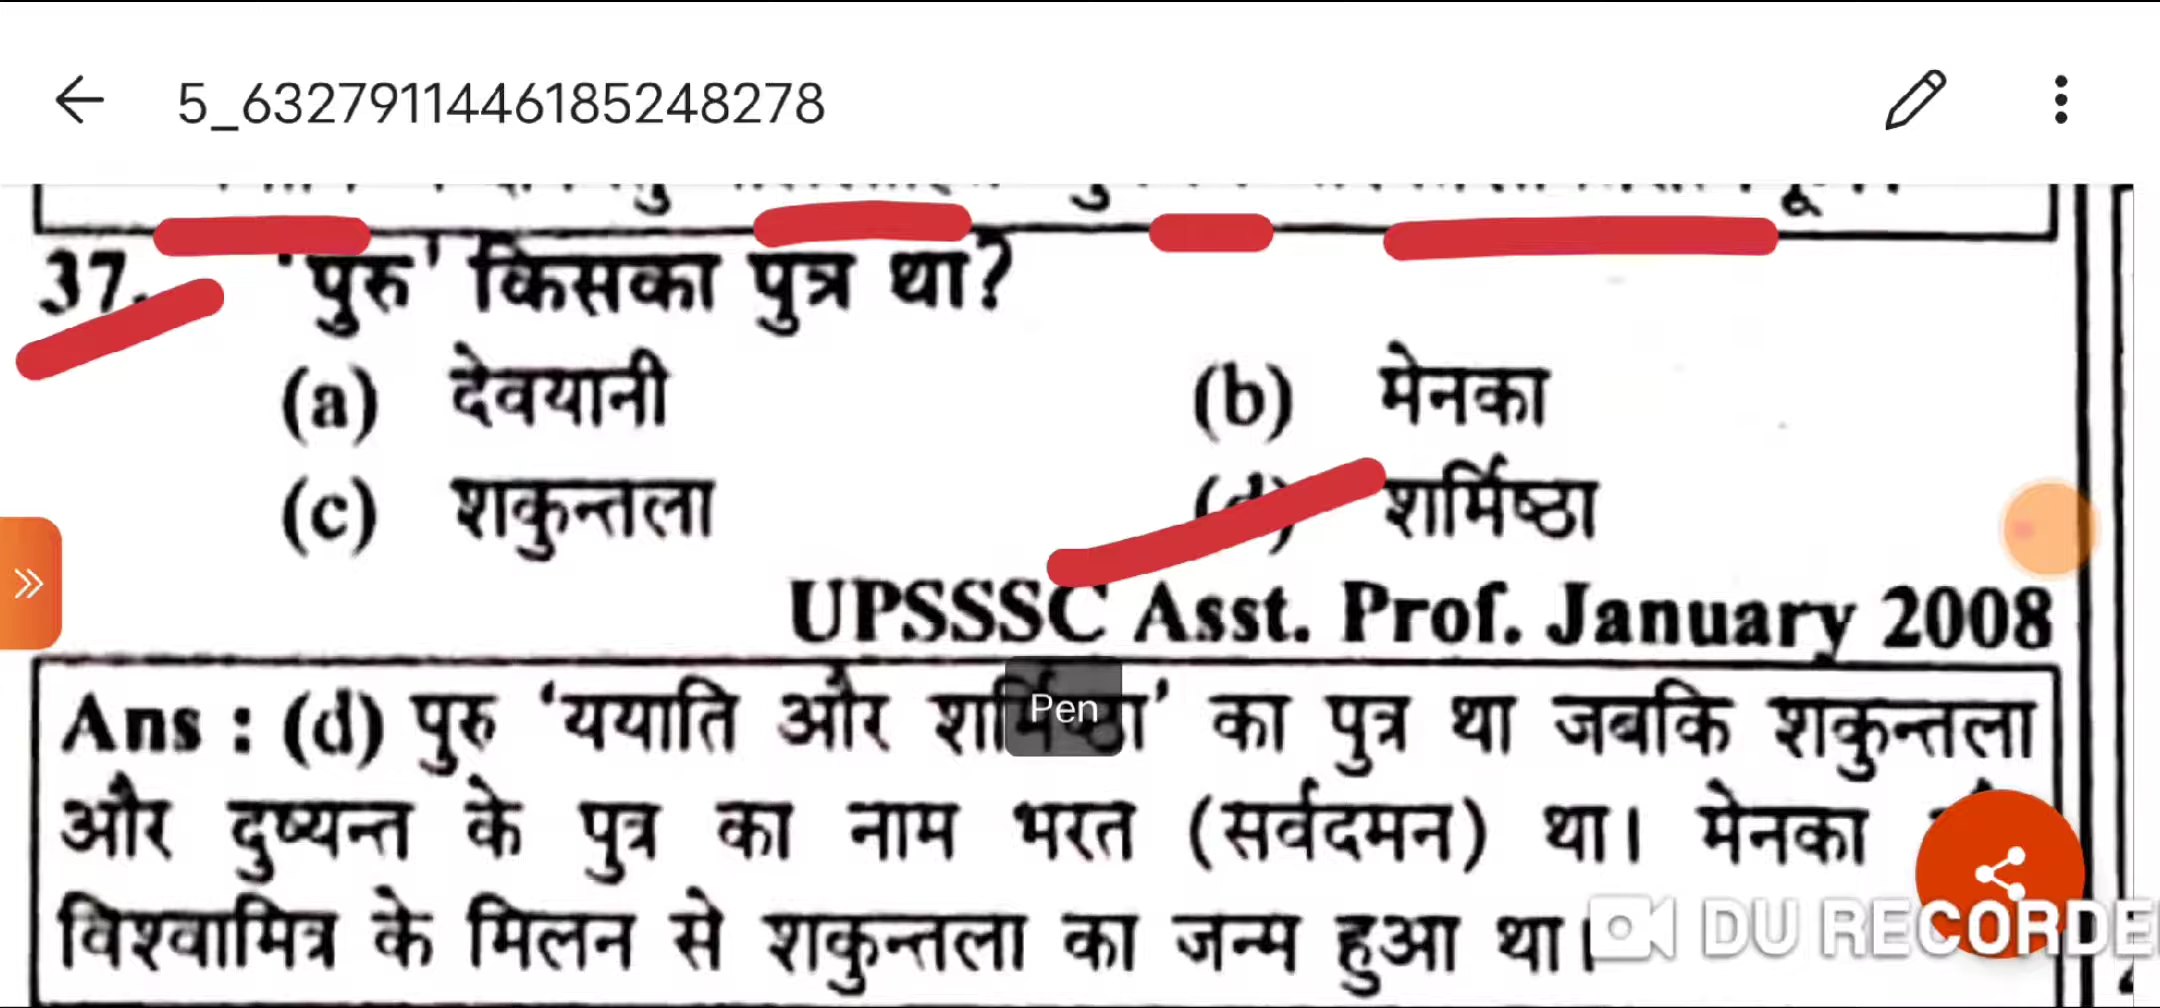 5_6327911446185248278
37. 'पुरु' किसका पुत्र था?
(a) देवयानी (b) मेनका
(c) शकुन्तला (d) शर्मिष्ठा
UPSSSC Asst. Prof. January 2008
Ans : (d) पुरु 'ययाति और शर्मिष्ठा' का पुत्र था जबकि शकुन्तला
Pen
और दुष्यन्त के पुत्र का नाम भरत (सर्वदमन) था। मेनका
विश्वामित्र के मिलन से शकुन्तला का जन्म हुआ था।
DU RECORDE